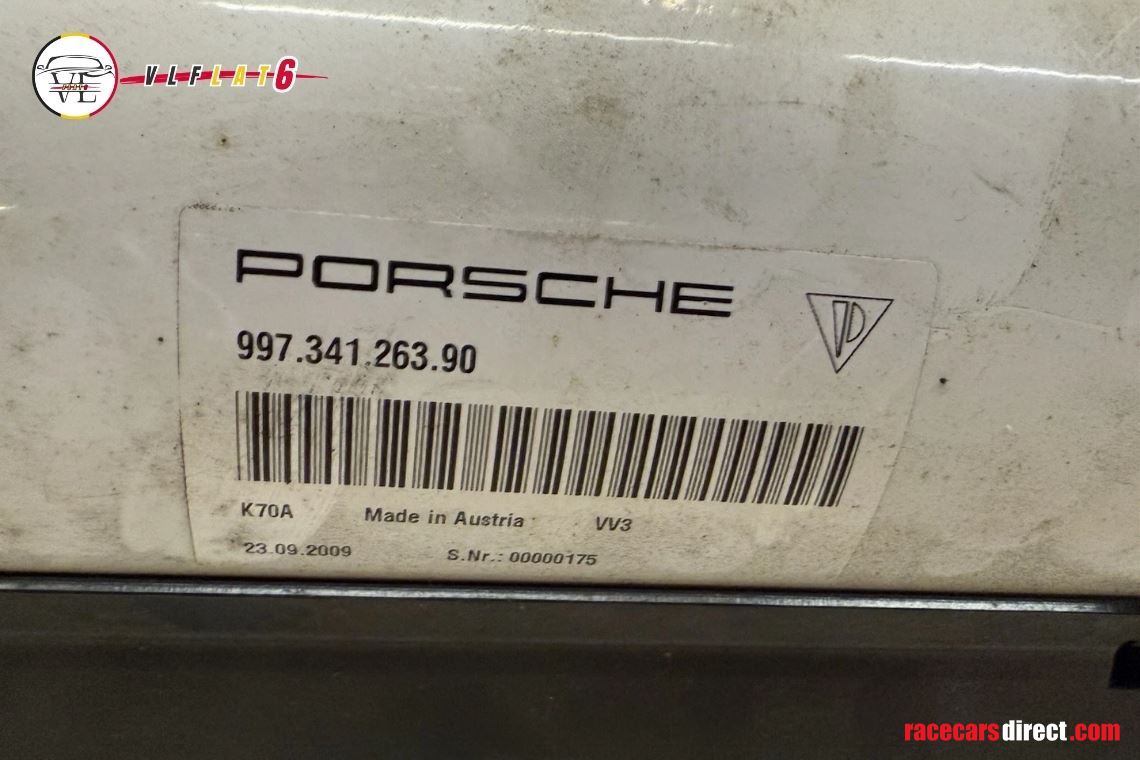 VLFLAT6
PORSCHE
997.341.263.90
K70A Made in Austria VV3
23.09.2009 S.Nr.: 00000175
racecarsdirect.com